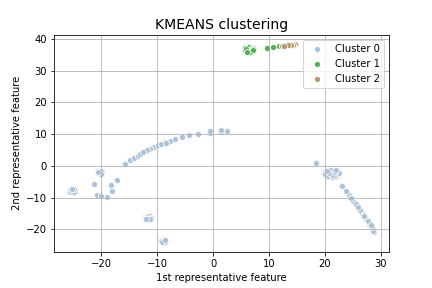 KMEANS clustering
Cluster 0
Cluster 1
Cluster 2
2nd representative feature
40
30
20
10
0
−10
−20
−20
−10
0
10
20
30
1st representative feature